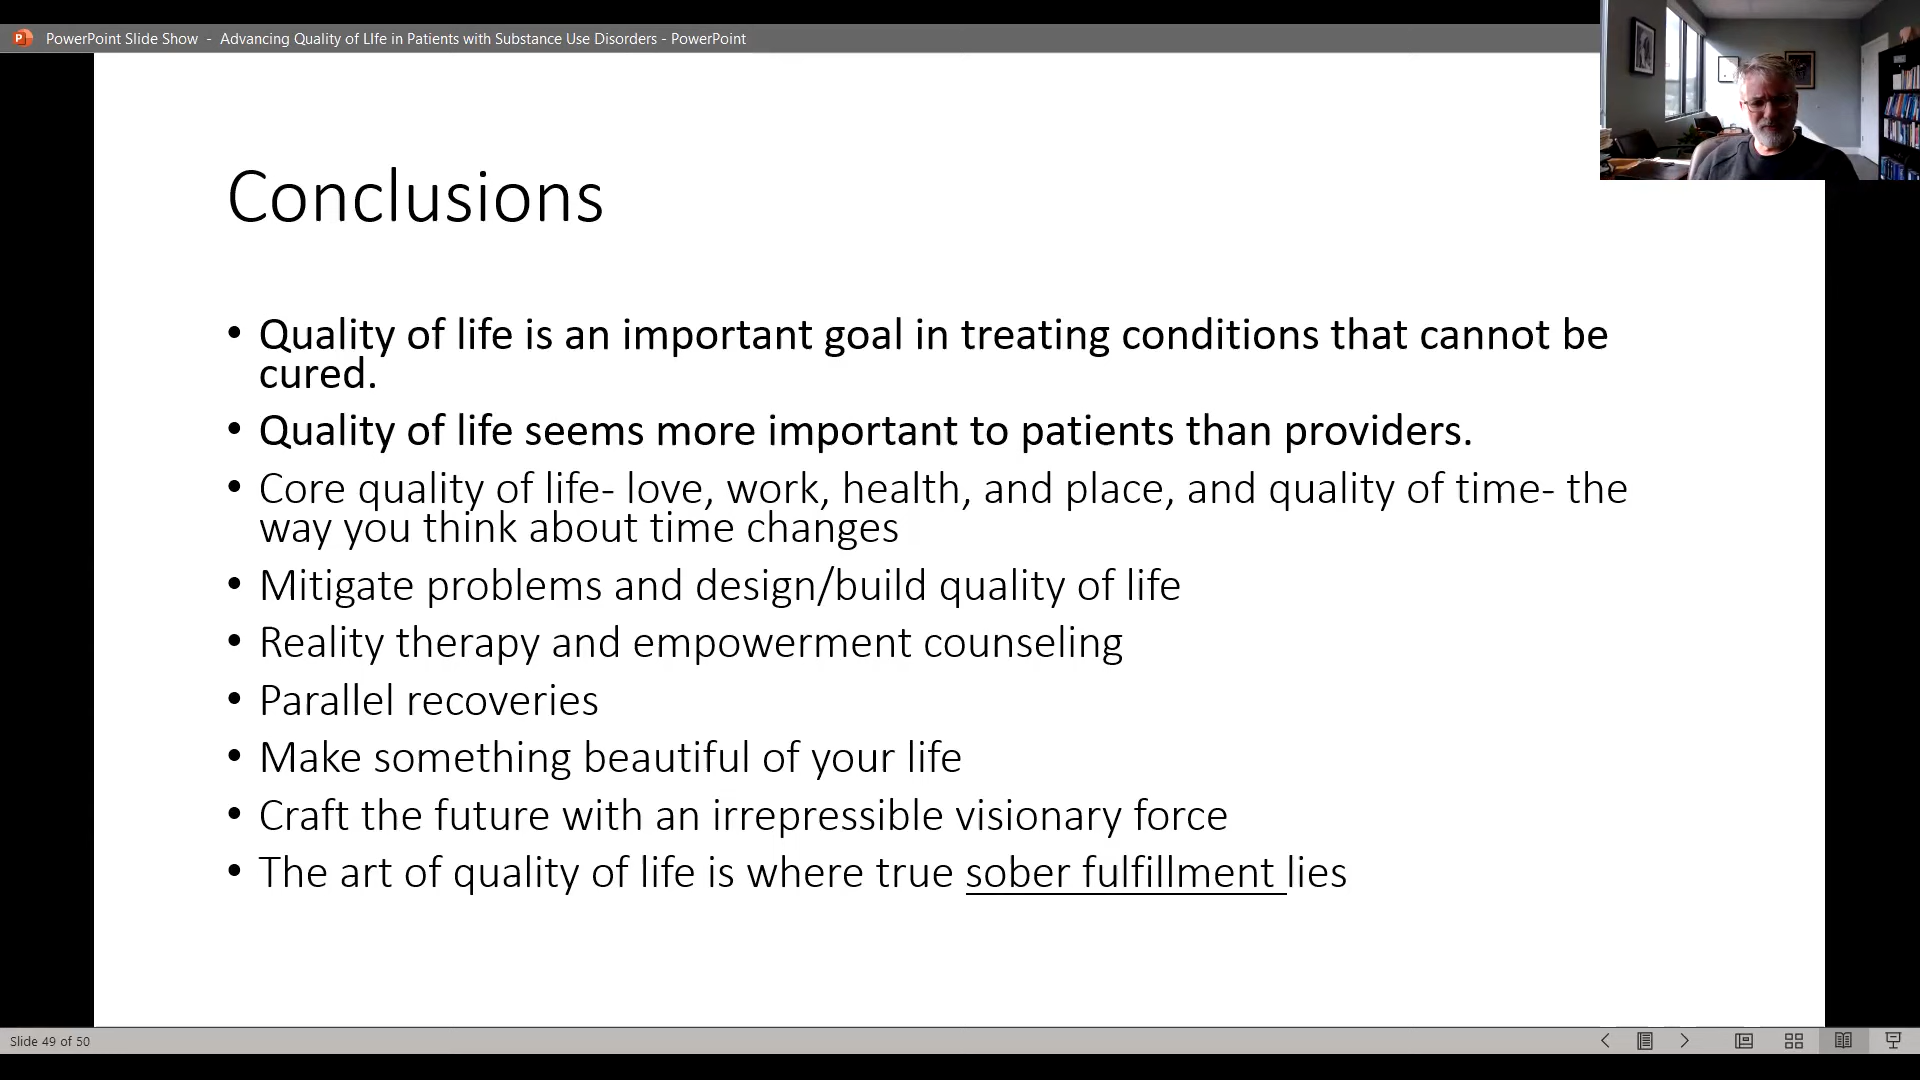 PowerPoint Slide Show - Advancing Quality of LIfe in Patients with Substance Use Disorders - PowerPoint
Conclusions
• Quality of life is an important goal in treating conditions that cannot be
cured.
• Quality of life seems more important to patients than providers.
• Core quality of life- love, work, health, and place, and quality of time- the
way you think about time changes
• Mitigate problems and design/build quality of life
• Reality therapy and empowerment counseling
• Parallel recoveries
• Make something beautiful of your life
• Craft the future with an irrepressible visionary force
• The art of quality of life is where true sober fulfillment lies
Slide 49 of 50